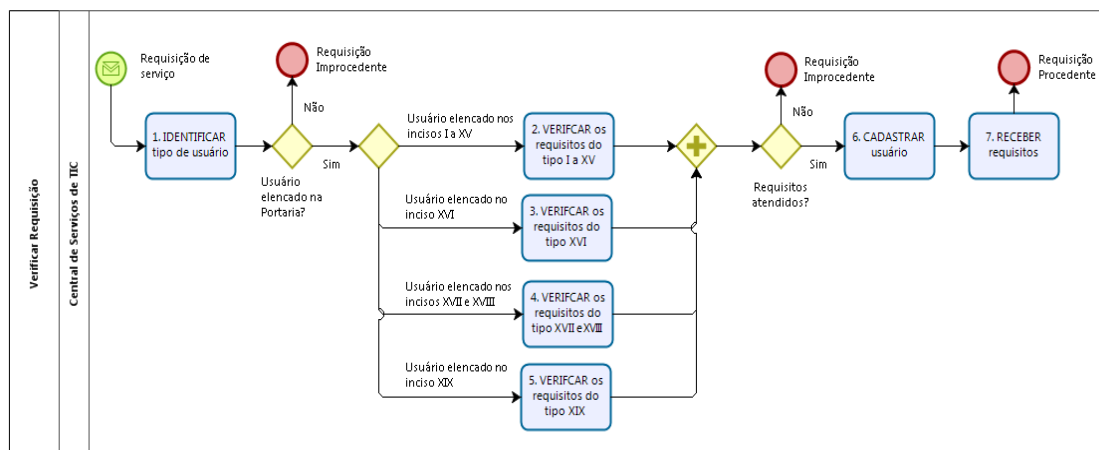 Verificar Requisição
Central de Serviços de TIC
Requisição de
serviço
1. IDENTIFICAR
tipo de usuário
Requisição
Improcedente
Não
Sim
Usuário
elencado na
Portaria?
Usuário elencado nos
incisos I a XV
2. VERIFCAR os
requisitos do
tipo I a XV
Usuário elencado no
inciso XVI
3. VERIFCAR os
requisitos do
tipo XVI
Usuário elencado nos
incisos XVII e XVIII
4. VERIFCAR os
requisitos do
tipo XVII e XVIII
Usuário elencado no
inciso XIX
5. VERIFCAR os
requisitos do
tipo XIX
Requisição
Improcedente
Não
Sim
Requisitos
atendidos?
6. CADASTRAR
usuário
7. RECEBER
requisitos
Requisição
Procedente